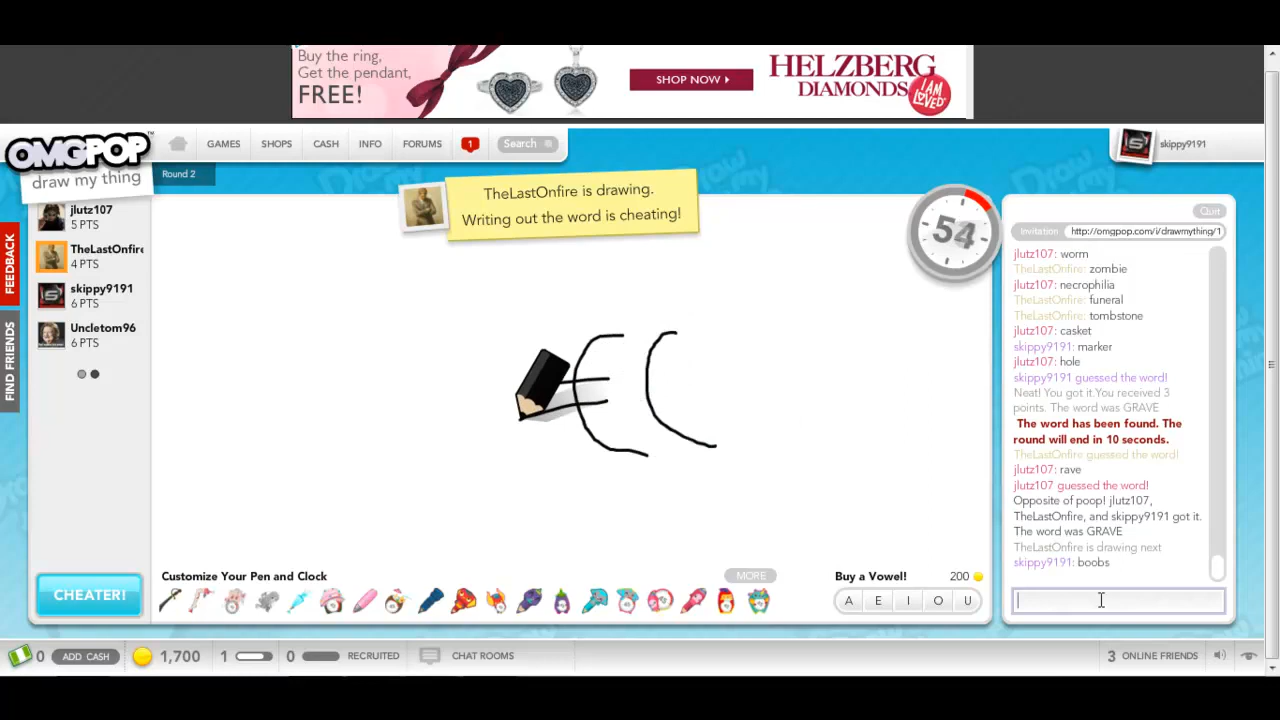 Buy the ring,
Get the pendant,
FREE!
SHOP NOW
HELZBERG
DIAMONDS
I AM
LOVED
OMGPOP
draw my thing
GAMES
SHOPS
CASH
INFO
FORUMS
1
Search
skippy9191
Round 2
TheLastOnfire is drawing.
Writing out the word is cheating!
54
jlutz107
5 PTS
TheLastOnfire
4 PTS
skippy9191
6 PTS
Uncletom96
6 PTS
FEEDBACK
FIND FRIENDS
CHEATER!
Quit
Invitation http://omgpop.com/i/drawmything/1
jlutz107: worm
TheLastOnfire: zombie
jlutz107: necrophilia
TheLastOnfire: funeral
TheLastOnfire: tombstone
jlutz107: casket
skippy9191: marker
jlutz107: hole
skippy9191 guessed the word!
Neat! You got it.You received 3
points. The word was GRAVE
The word has been found. The
round will end in 10 seconds.
TheLastOnfire guessed the word!
jlutz107: rave
jlutz107 guessed the word!
Opposite of poop! jlutz107,
TheLastOnfire, and skippy9191 got it.
The word was GRAVE
TheLastOnfire is drawing next
skippy9191: boobs
Customize Your Pen and Clock
MORE
Buy a Vowel! 200
A E I O U
0 ADD CASH 1,700 1 0 RECRUITED CHAT ROOMS 3 ONLINE FRIENDS